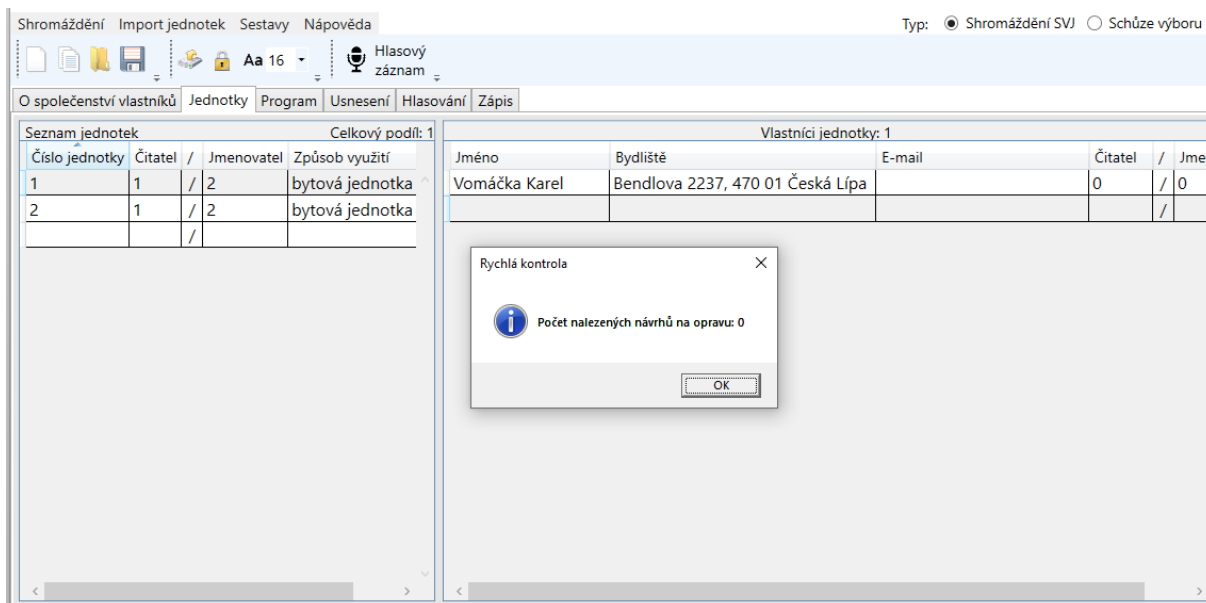 Shromáždění Import jednotek Sestavy Nápověda Typ: Shromáždění SVJ Schůze výboru
Aa 16 Hlasový
záznam
O společenství vlastníků Jednotky Program Usnesení Hlasování Zápis
Seznam jednotek Celkový podíl: 1 Vlastníci jednotky: 1
Číslo jednotky Čitatel / Jmenovatel Způsob využití Jméno Bydliště E-mail Čitatel / Jme
1 1 / 2 bytová jednotka Vomáčka Karel Bendlova 2237, 470 01 Česká Lípa 0 / 0
2 1 / 2 bytová jednotka /
/
Rychlá kontrola
Počet nalezených návrhů na opravu: 0
OK